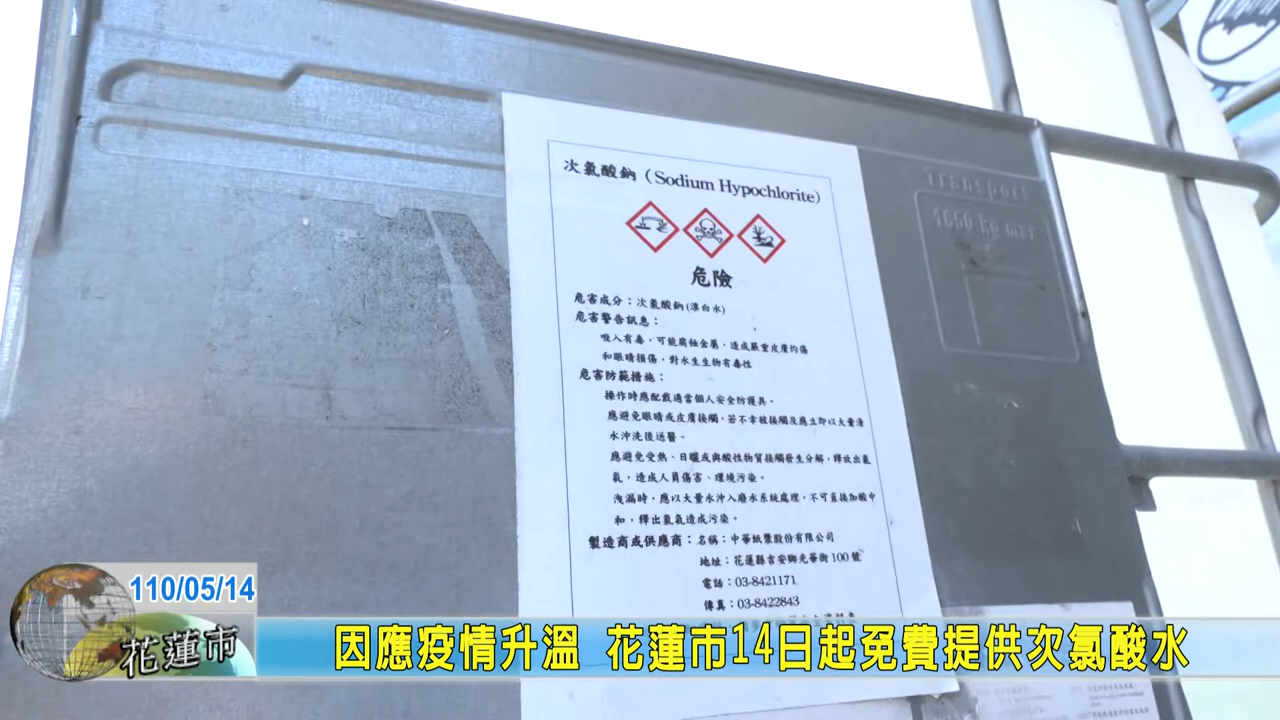 Transport
1650 kg max
次氯酸鈉 (Sodium Hypochlorite)
危險
危害成分：次氯酸鈉(漂白水)
危害警告訊息：
吸入有毒，可能腐蝕金屬，造成嚴重皮膚灼傷
和眼睛損傷，對水生生物有毒性
危害防範措施：
操作時應配戴適當個人安全防護具。
應避免眼睛或皮膚接觸，若不幸被接觸及應立即以大量清
水沖洗後送醫。
應避免受熱、日曬或與酸性物質接觸發生分解，釋放出氯
氣，造成人員傷害、環境污染。
洩漏時，應以大量水沖入廢水系統處理，不可直接加酸中
和，釋出氯氣造成污染。
製造商或供應商：名稱：中華紙漿股份有限公司
地址：花蓮縣吉安鄉光華街100號
電話：03-8421171
傳真：03-8422843
110/05/14
花蓮市
因應疫情升溫 花蓮市14日起免費提供次氯酸水